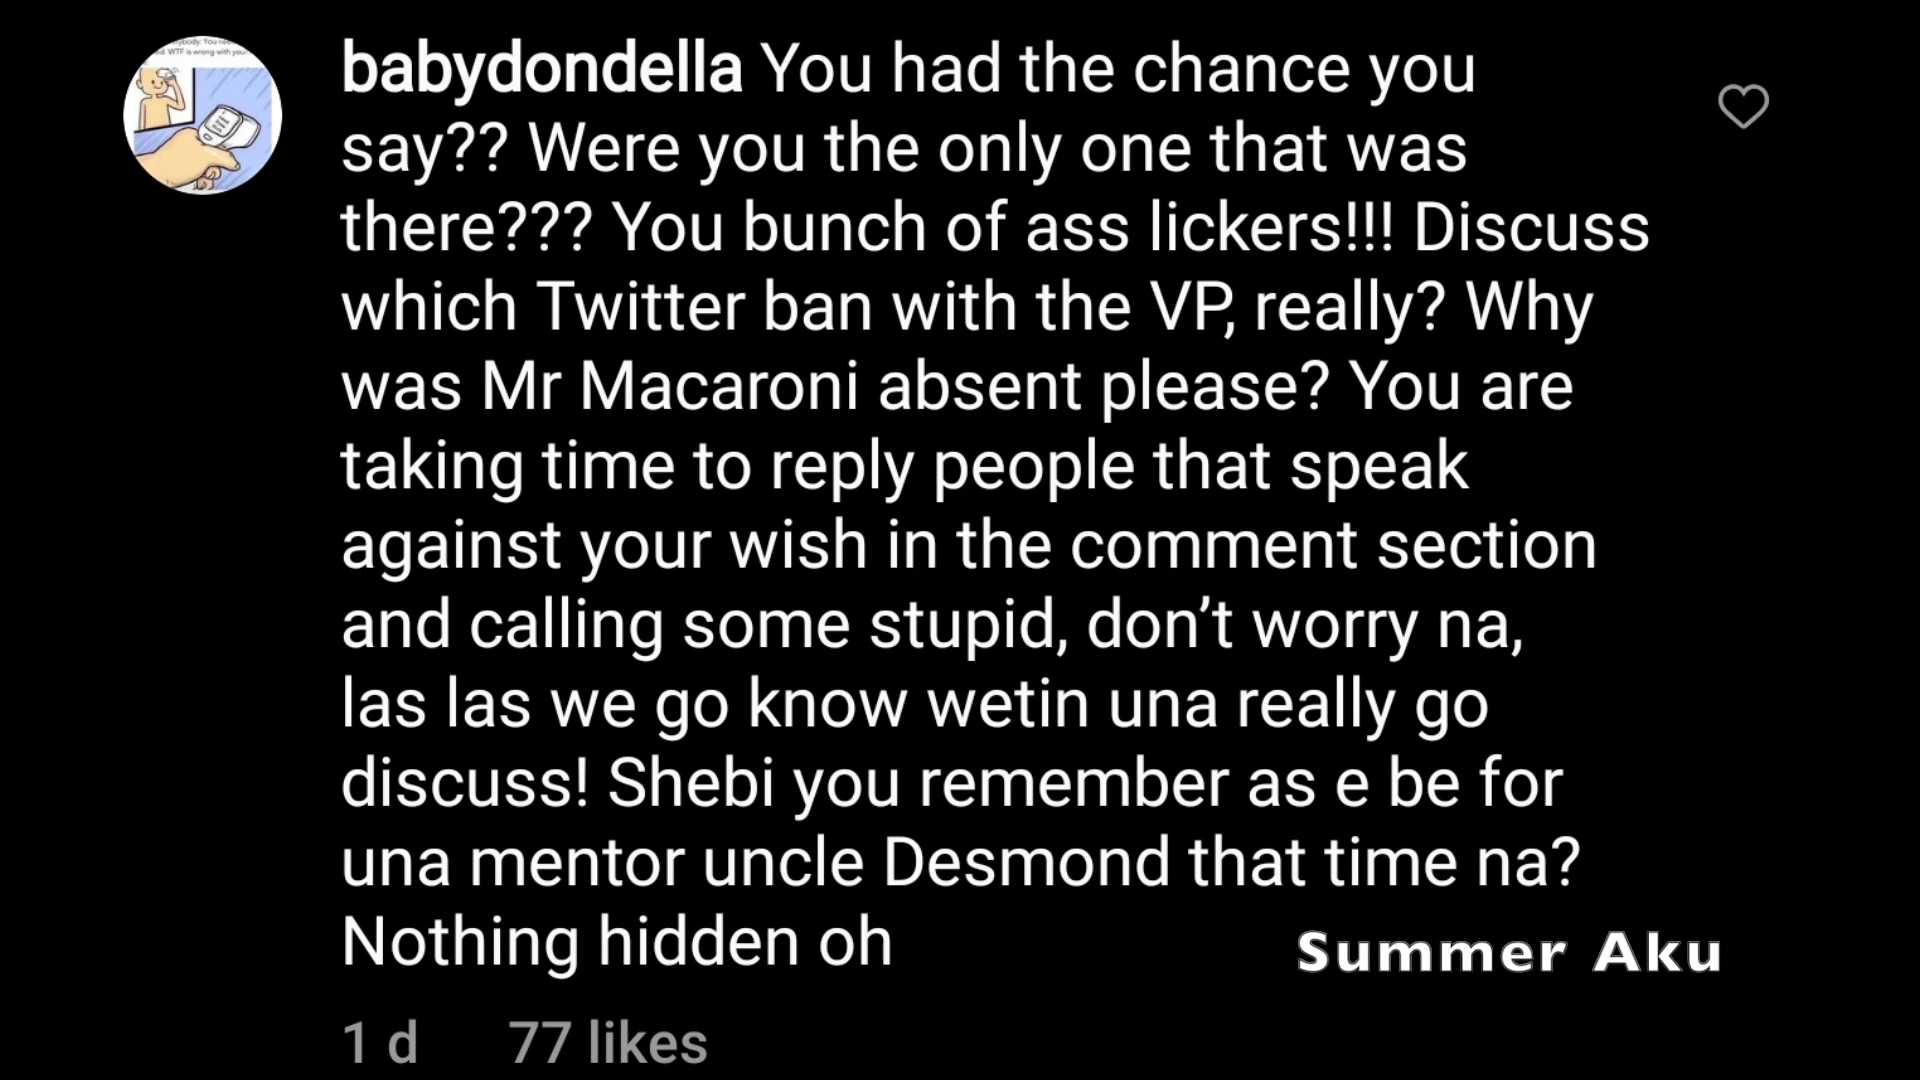 babydondella You had the chance you
say?? Were you the only one that was
there??? You bunch of ass lickers!!! Discuss
which Twitter ban with the VP, really? Why
was Mr Macaroni absent please? You are
taking time to reply people that speak
against your wish in the comment section
and calling some stupid, don’t worry na,
las las we go know wetin una really go
discuss! Shebi you remember as e be for
una mentor uncle Desmond that time na?
Nothing hidden oh
Summer Aku
1 d 77 likes